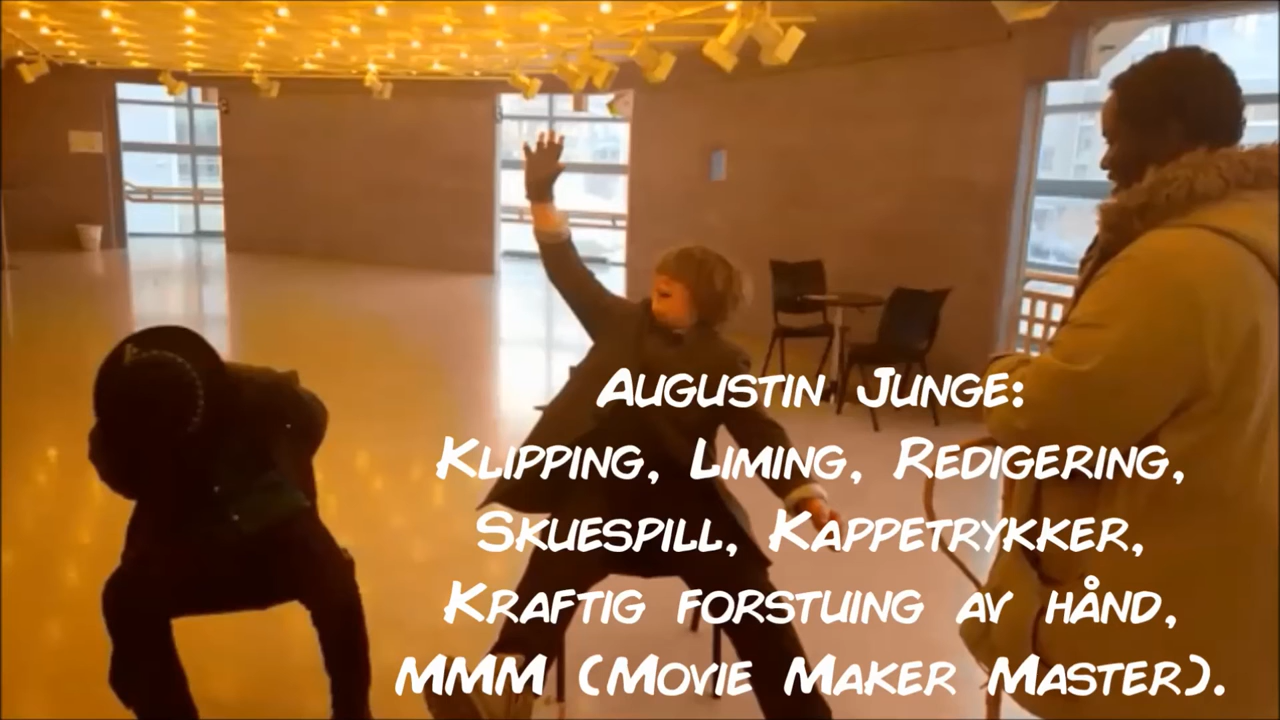 Augustin Junge:
Klipping, Liming, Redigering,
Skuespill, Kappetrykker,
Kraftig forstuing av hånd,
MMM (Movie Maker Master).